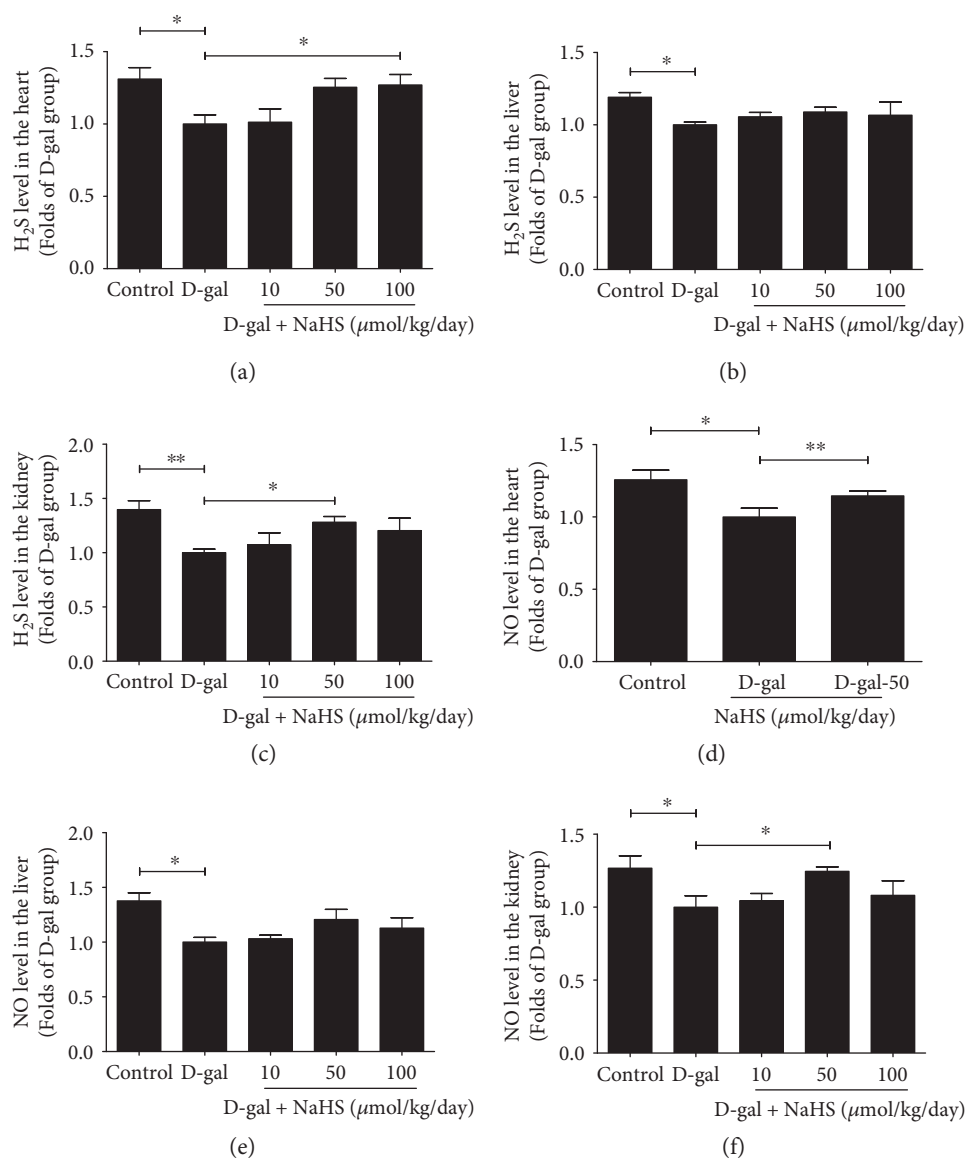 *
*
1.5
1.0
0.5
0.0
H₂S level in the heart
(Folds of D-gal group)
Control D-gal 10 50 100
D-gal + NaHS (μmol/kg/day)
(a)
*
1.5
1.0
0.5
0.0
H₂S level in the liver
(Folds of D-gal group)
Control D-gal 10 50 100
D-gal + NaHS (μmol/kg/day)
(b)
**
*
2.0
1.5
1.0
0.5
0.0
H₂S level in the kidney
(Folds of D-gal group)
Control D-gal 10 50 100
D-gal + NaHS (μmol/kg/day)
(c)
*
**
1.5
1.0
0.5
0.0
NO level in the heart
(Folds of D-gal group)
Control D-gal D-gal-50
NaHS (μmol/kg/day)
(d)
*
2.0
1.5
1.0
0.5
0.0
NO level in the liver
(Folds of D-gal group)
Control D-gal 10 50 100
D-gal + NaHS (μmol/kg/day)
(e)
*
*
1.5
1.0
0.5
0.0
NO level in the kidney
(Folds of D-gal group)
Control D-gal 10 50 100
D-gal + NaHS (μmol/kg/day)
(f)